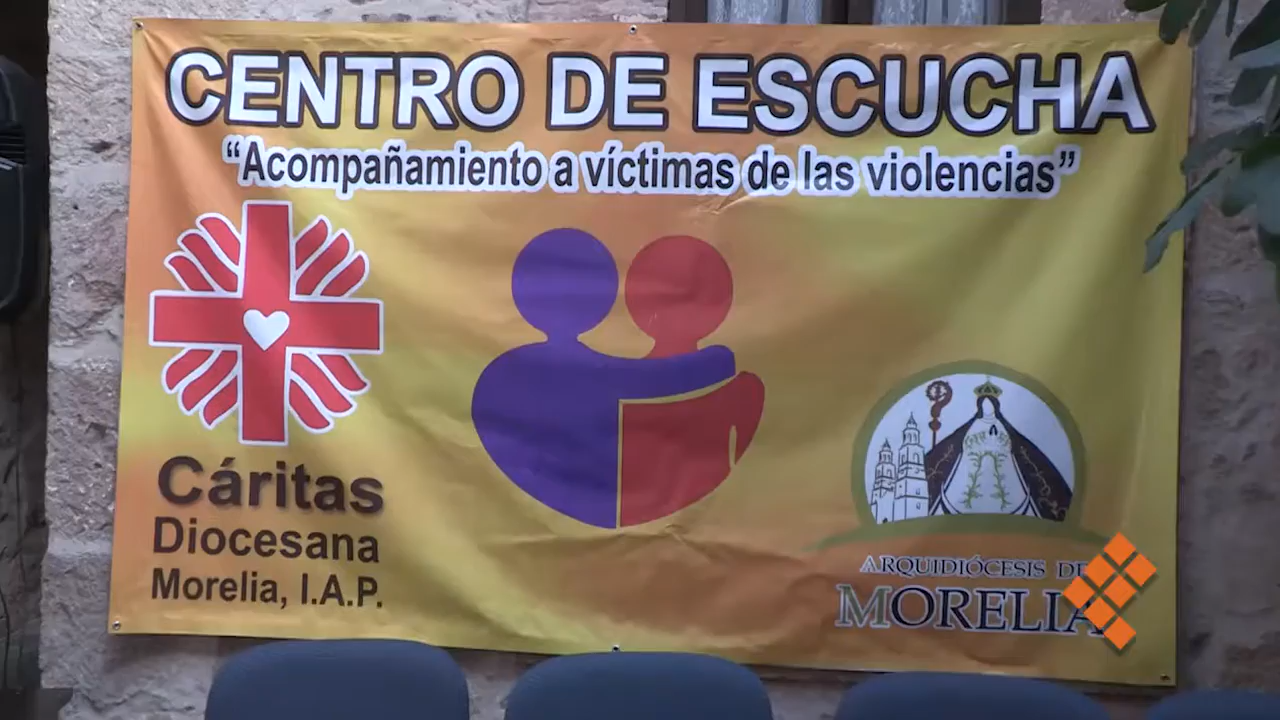 CENTRO DE ESCUCHA
“Acompañamiento a víctimas de las violencias”
Cáritas
Diocesana
Morelia, I.A.P.
ARQUIDIÓCESIS DE
MORELIA